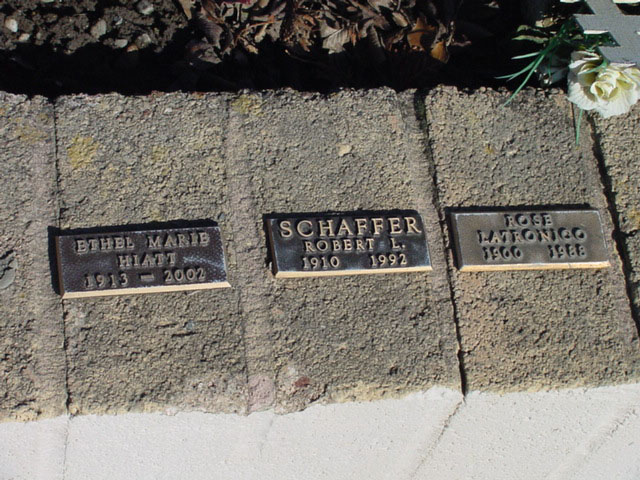 ETHEL MARIE
HIATT
1913 — 2002
SCHAFFER
ROBERT L.
1910 1992
ROSE
LATRONICO
1900 1988